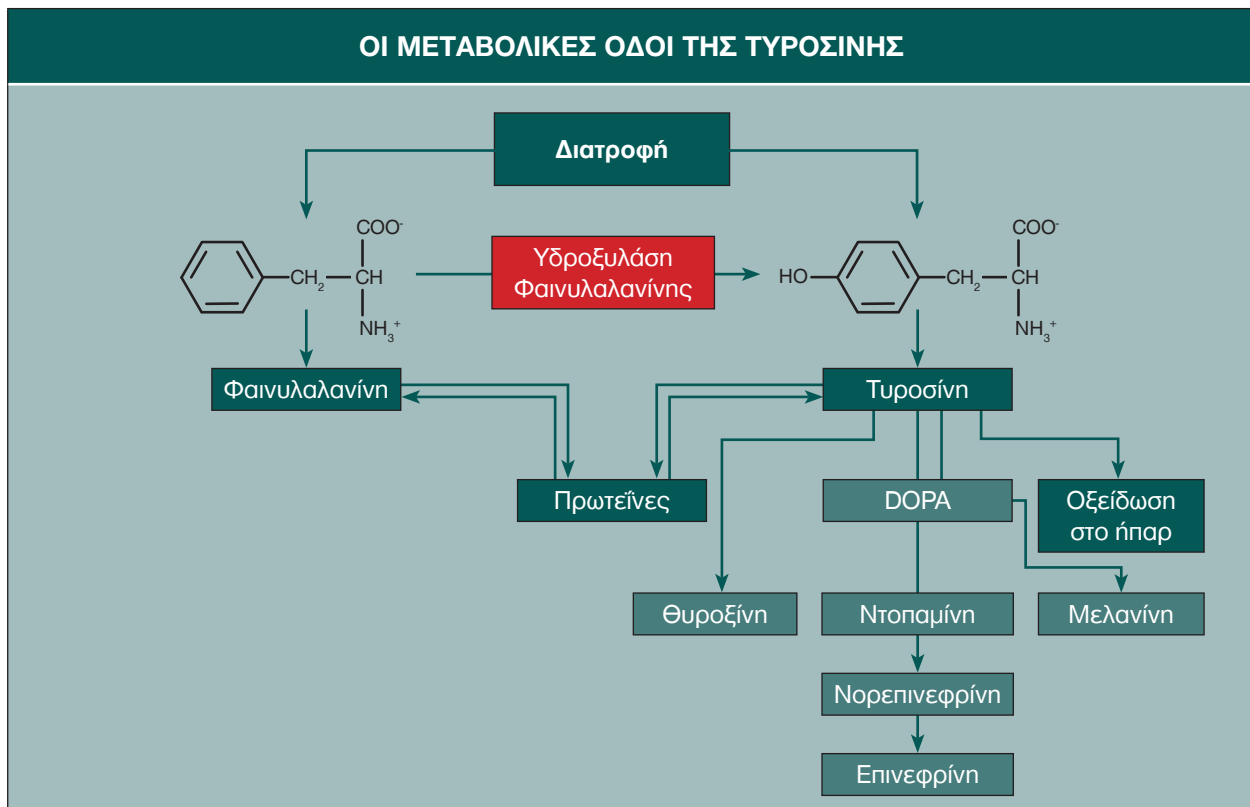 ΟΙ ΜΕΤΑΒΟΛΙΚΕΣ ΟΔΟΙ ΤΗΣ ΤΥΡΟΣΙΝΗΣ
Διατροφή
COO-
CH2
CH
NH3+
Υδροξυλάση
Φαινυλαλανίνης
COO-
HO
CH2
CH
NH3+
Φαινυλαλανίνη
Τυροσίνη
Πρωτεΐνες
DOPA
Οξείδωση
στο ήπαρ
Θυροξίνη
Ντοπαμίνη
Μελανίνη
Νορεπινεφρίνη
Επινεφρίνη